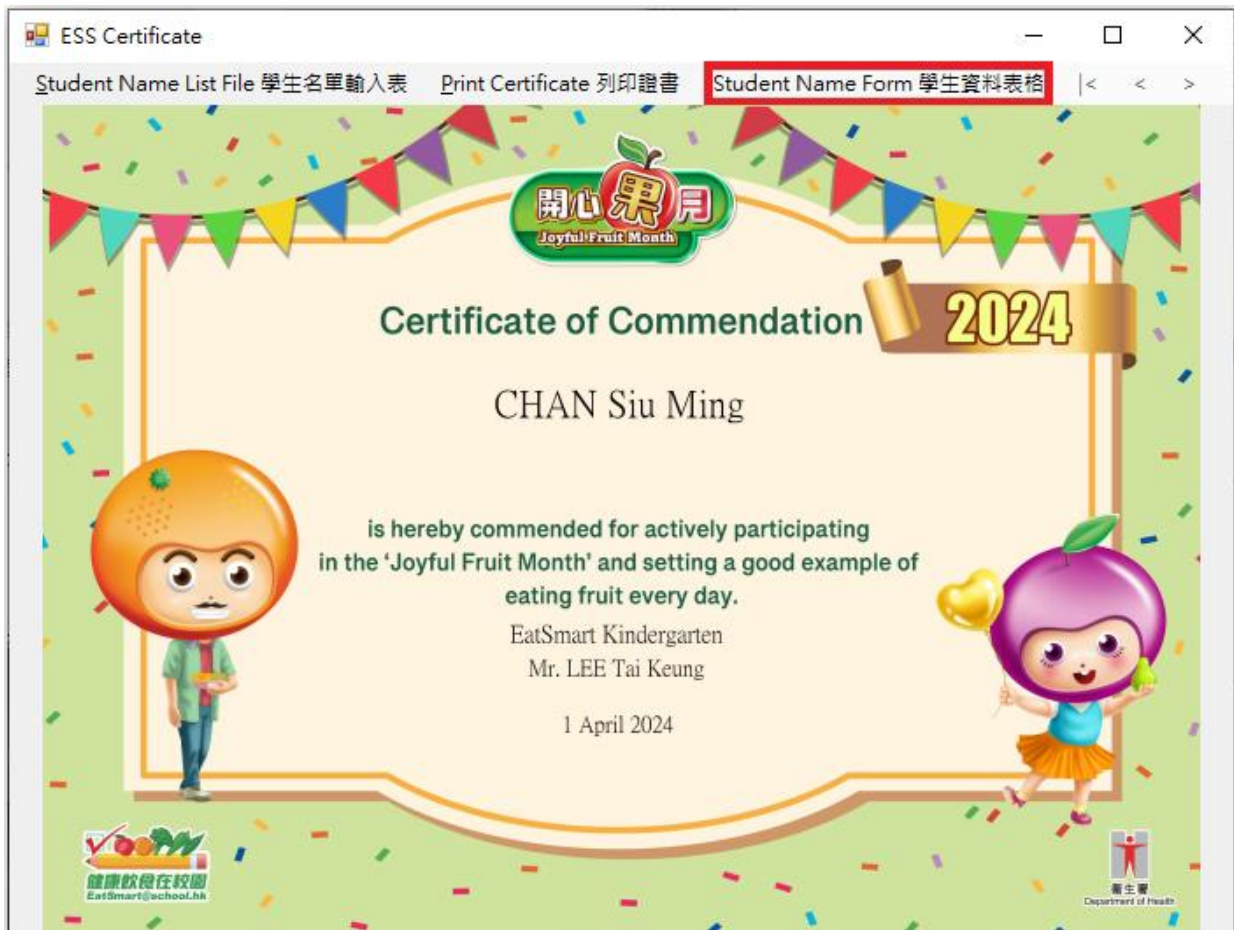 ESS Certificate
Student Name List File 學生名單輸入表 Print Certificate 列印證書 Student Name Form 學生資料表格 |< < >
開心果月
Joyful Fruit Month
Certificate of Commendation
2024
CHAN Siu Ming
is hereby commended for actively participating
in the ‘Joyful Fruit Month’ and setting a good example of
eating fruit every day.
EatSmart Kindergarten
Mr. LEE Tai Keung
1 April 2024
健康飲食在校園
EatSmart@school.hk
衞生署
Department of Health